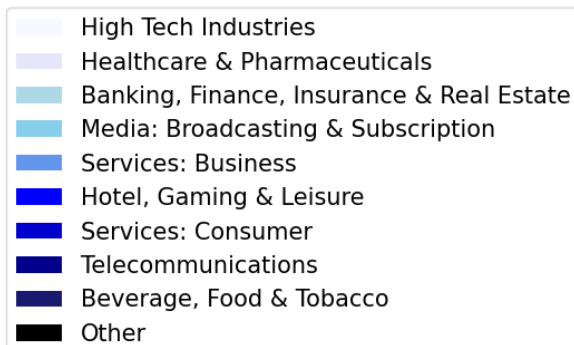 High Tech Industries
Healthcare & Pharmaceuticals
Banking, Finance, Insurance & Real Estate
Media: Broadcasting & Subscription
Services: Business
Hotel, Gaming & Leisure
Services: Consumer
Telecommunications
Beverage, Food & Tobacco
Other